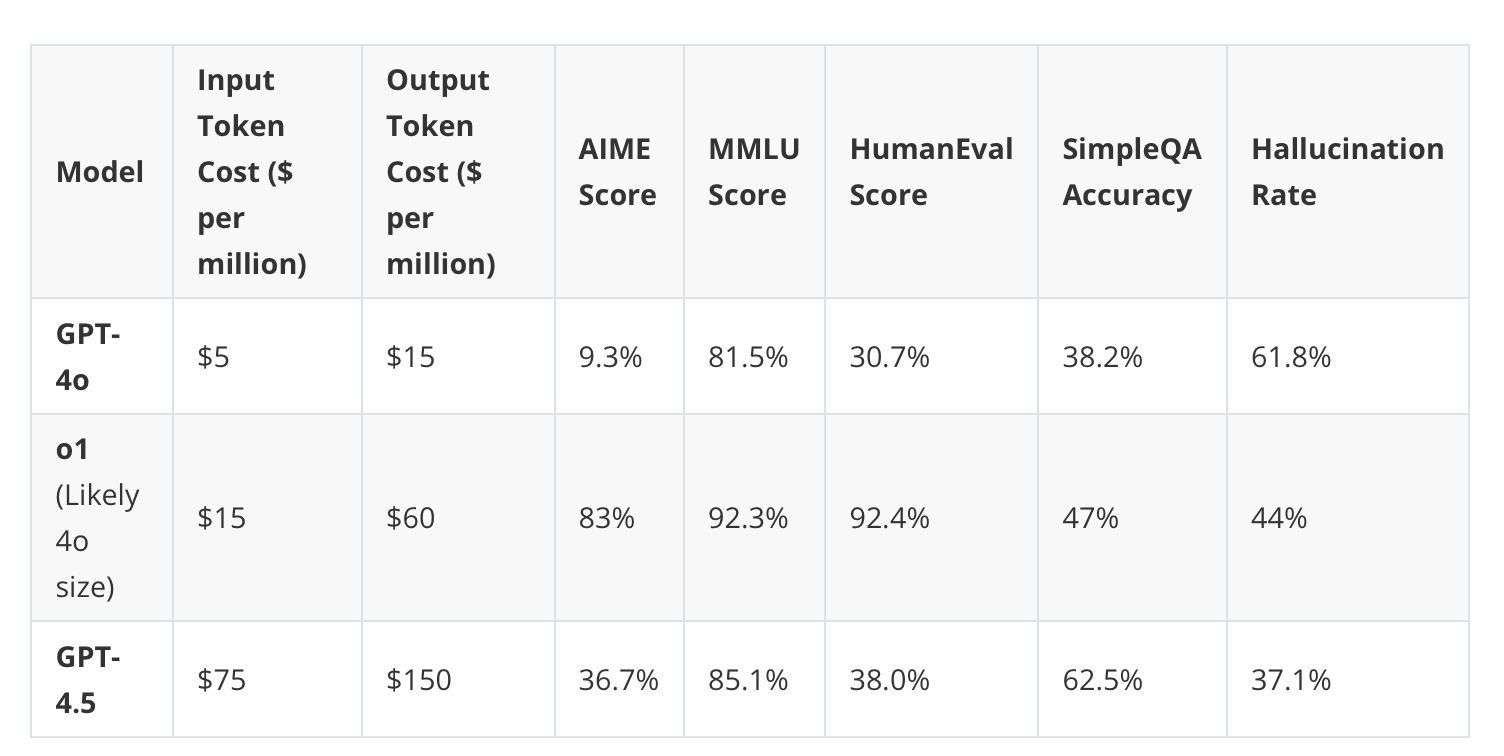 Model
Input
Token
Cost ($
per
million)
Output
Token
Cost ($
per
million)
AIME
Score
MMLU
Score
HumanEval
Score
SimpleQA
Accuracy
Hallucination
Rate
GPT-
4o
$5
$15
9.3%
81.5%
30.7%
38.2%
61.8%
o1
(Likely
4o
size)
$15
$60
83%
92.3%
92.4%
47%
44%
GPT-
4.5
$75
$150
36.7%
85.1%
38.0%
62.5%
37.1%